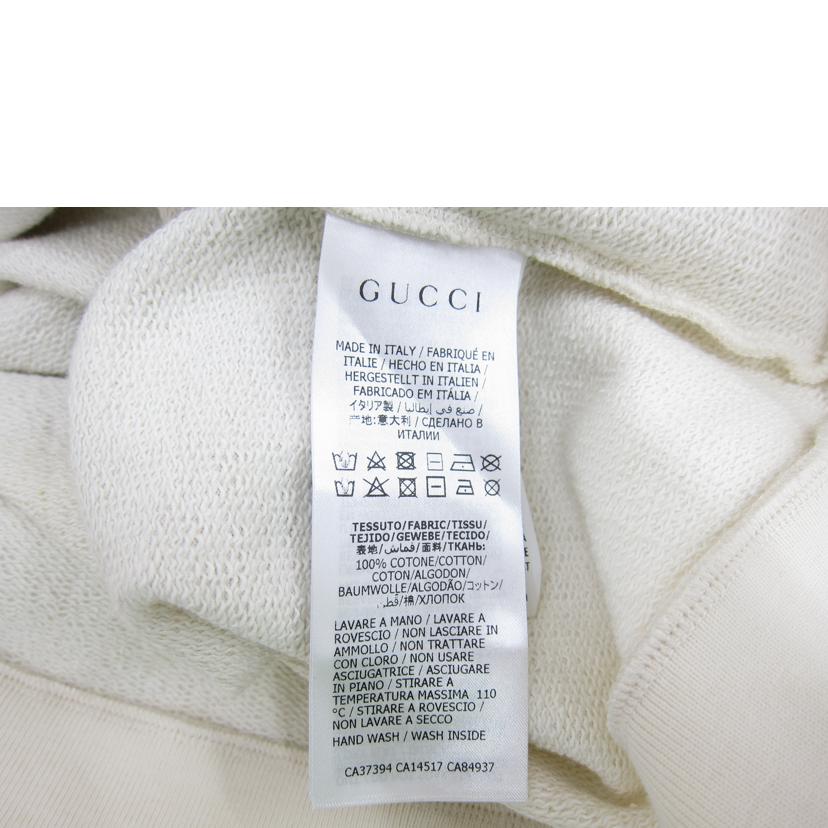 GUCCI
MADE IN ITALY / FABRIQUÉ EN
ITALIE / HECHO EN ITALIA /
HERGESTELLT IN ITALIEN /
FABRICADO EM ITÁLIA /
イタリア製 / صنع في إيطاليا /
产地:意大利 / СДЕЛАНО В
ИТАЛИИ
TESSUTO/FABRIC/TISSU/
TEJIDO/GEWEBE/TECIDO/
表地/قماش/面料/ТКАНЬ:
100% COTONE/COTTON/
COTON/ALGODON/
BAUMWOLLE/ALGODÃO/コットン/
قطن/棉/ХЛОПОК
LAVARE A MANO / LAVARE A
ROVESCIO / NON LASCIARE IN
AMMOLLO / NON TRATTARE
CON CLORO / NON USARE
ASCIUGATRICE / ASCIUGARE
IN PIANO / STIRARE A
TEMPERATURA MASSIMA 110
°C / STIRARE A ROVESCIO /
NON LAVARE A SECCO
HAND WASH / WASH INSIDE
CA37394 CA14517 CA84937